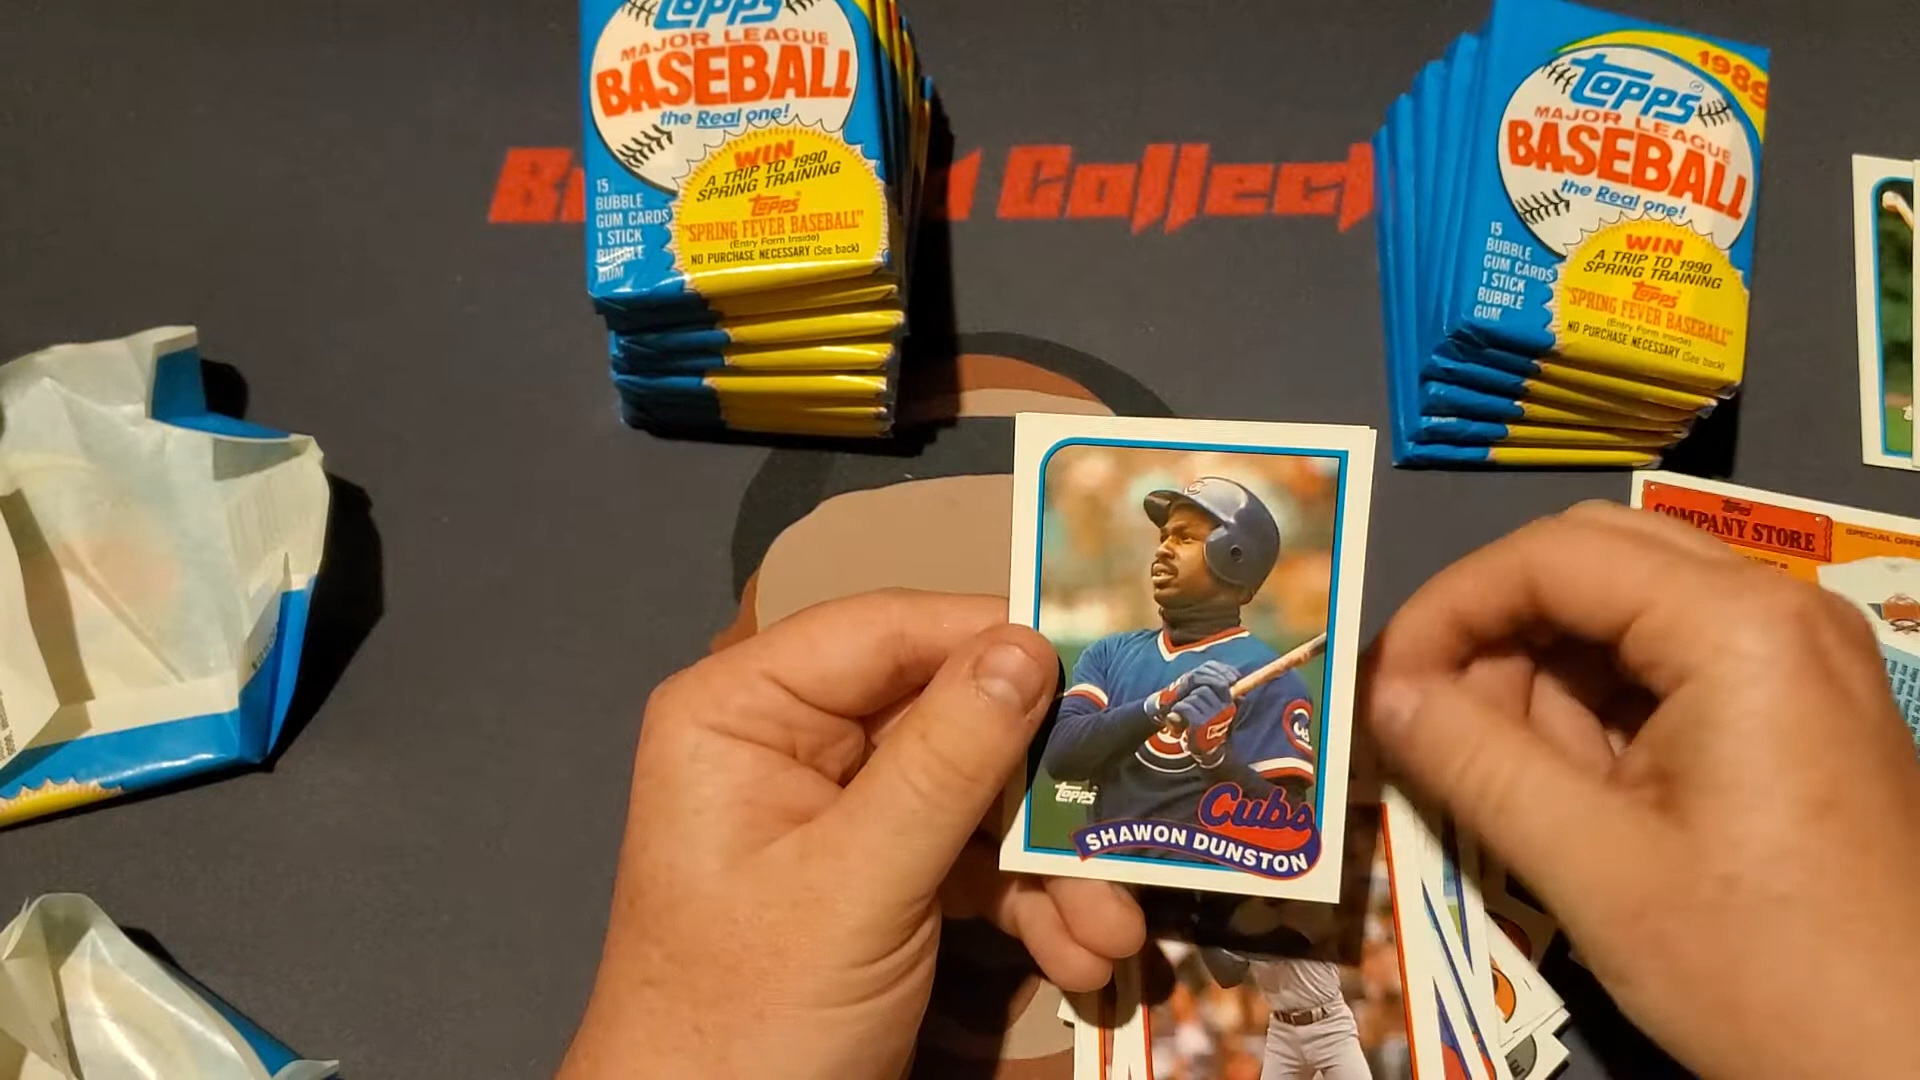 topps
MAJOR LEAGUE
BASEBALL
the Real one!
WIN
A TRIP TO 1990
SPRING TRAINING
topps
"SPRING FEVER BASEBALL"
(Entry Form Inside)
NO PURCHASE NECESSARY (See back)
15
BUBBLE
GUM CARDS
1 STICK
BUBBLE
GUM
1989
topps
MAJOR LEAGUE
BASEBALL
the Real one!
WIN
A TRIP TO 1990
SPRING TRAINING
topps
"SPRING FEVER BASEBALL"
(Entry Form Inside)
NO PURCHASE NECESSARY (See back)
15
BUBBLE
GUM CARDS
1 STICK
BUBBLE
GUM
Collect
topps
COMPANY STORE
SPECIAL OFFE
topps
Cubs
SHAWON DUNSTON